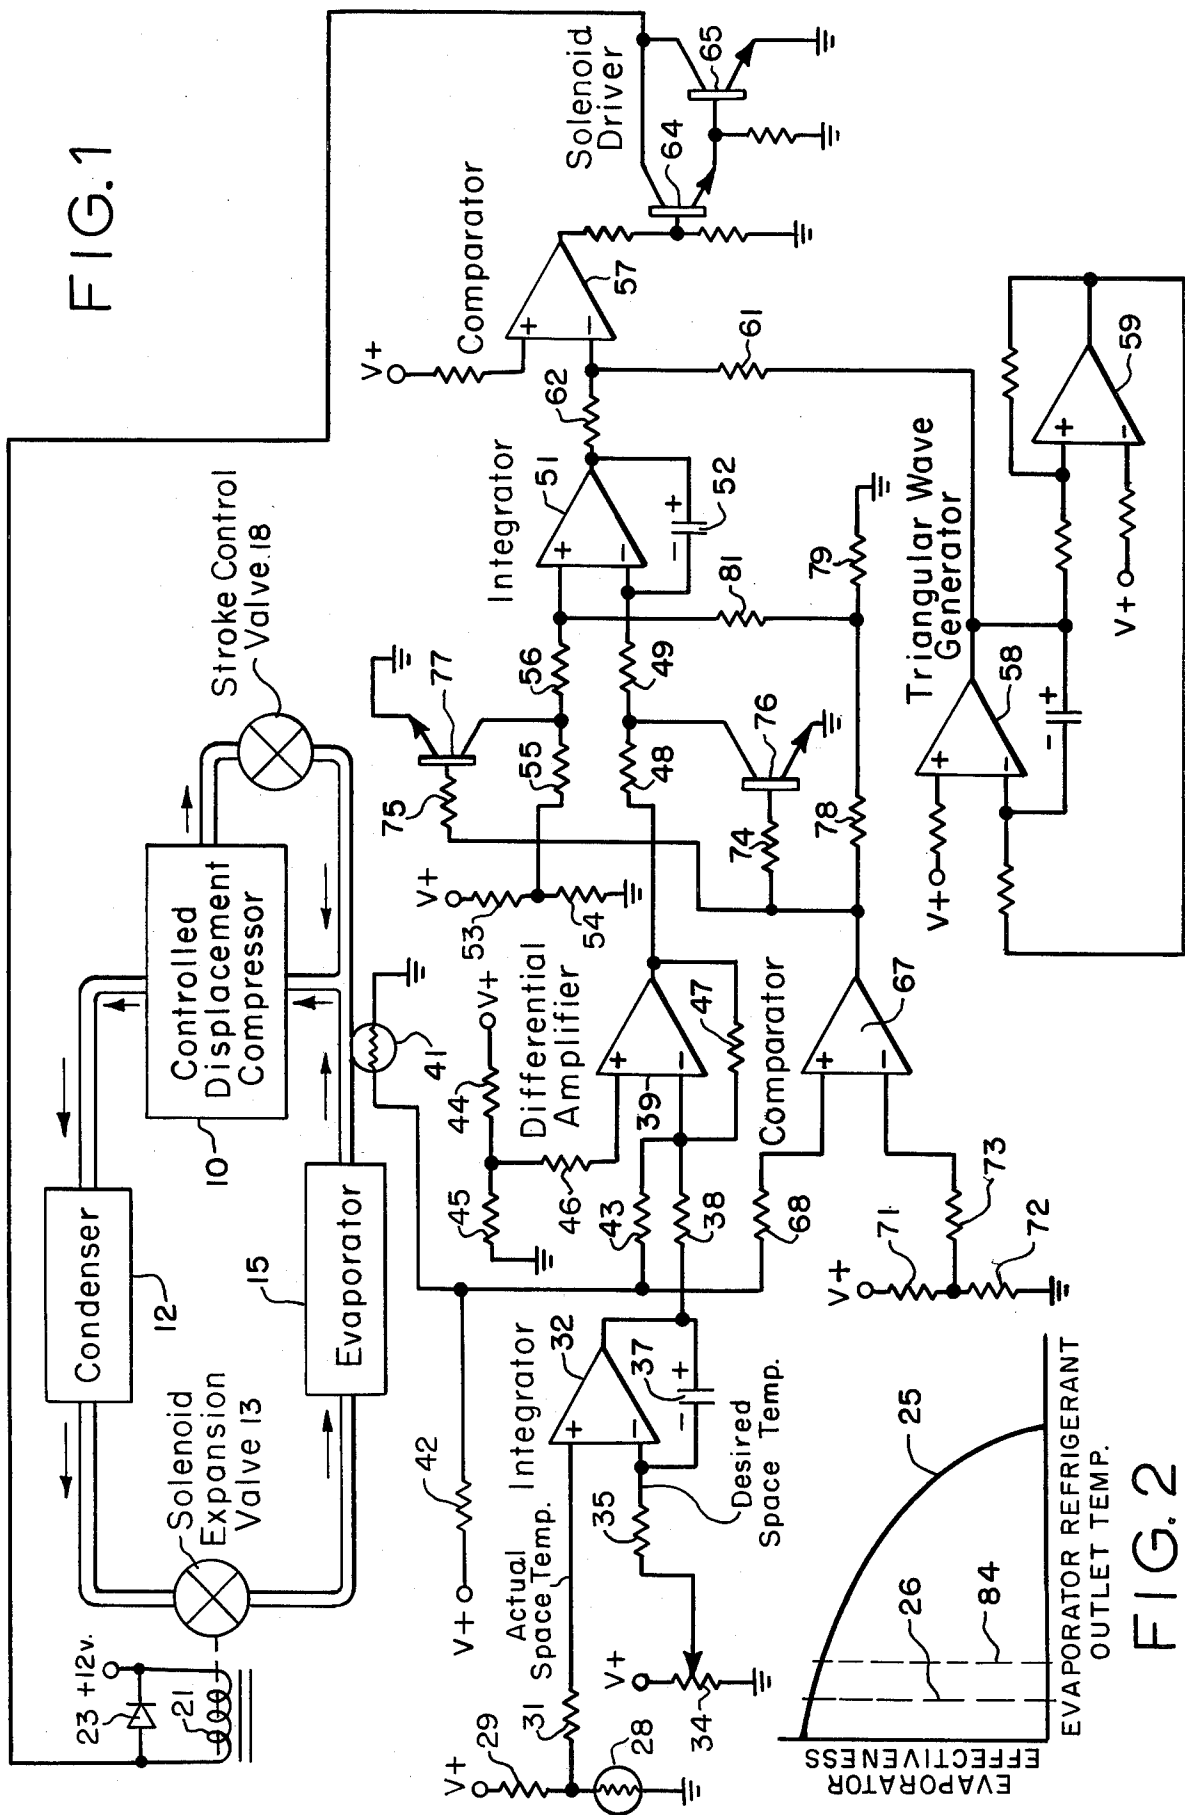 FIG. 1
23
+12v.
21
Solenoid
Expansion
Valve 13
Condenser
12
15
Evaporator
Controlled
Displacement
Compressor
10
Stroke Control
Valve 18
41
V+
42
V+
29
31
28
Actual
Space Temp.
V+
34
35
Desired
Space Temp.
Integrator
32
+
−
37
−
+
45
44
V+
46
43
38
68
Differential
Amplifier
39
+
−
47
V+
53
54
75
77
55
56
48
49
74
76
Integrator
51
+
−
52
−
+
62
61
81
78
79
V+
Comparator
57
+
−
Solenoid
Driver
64
65
Comparator
67
+
−
V+
71
72
73
Triangular Wave
Generator
V+
58
+
−
−
+
V+
59
+
−
EVAPORATOR
EFFECTIVENESS
25
26
84
EVAPORATOR REFRIGERANT
OUTLET TEMP.
FIG. 2